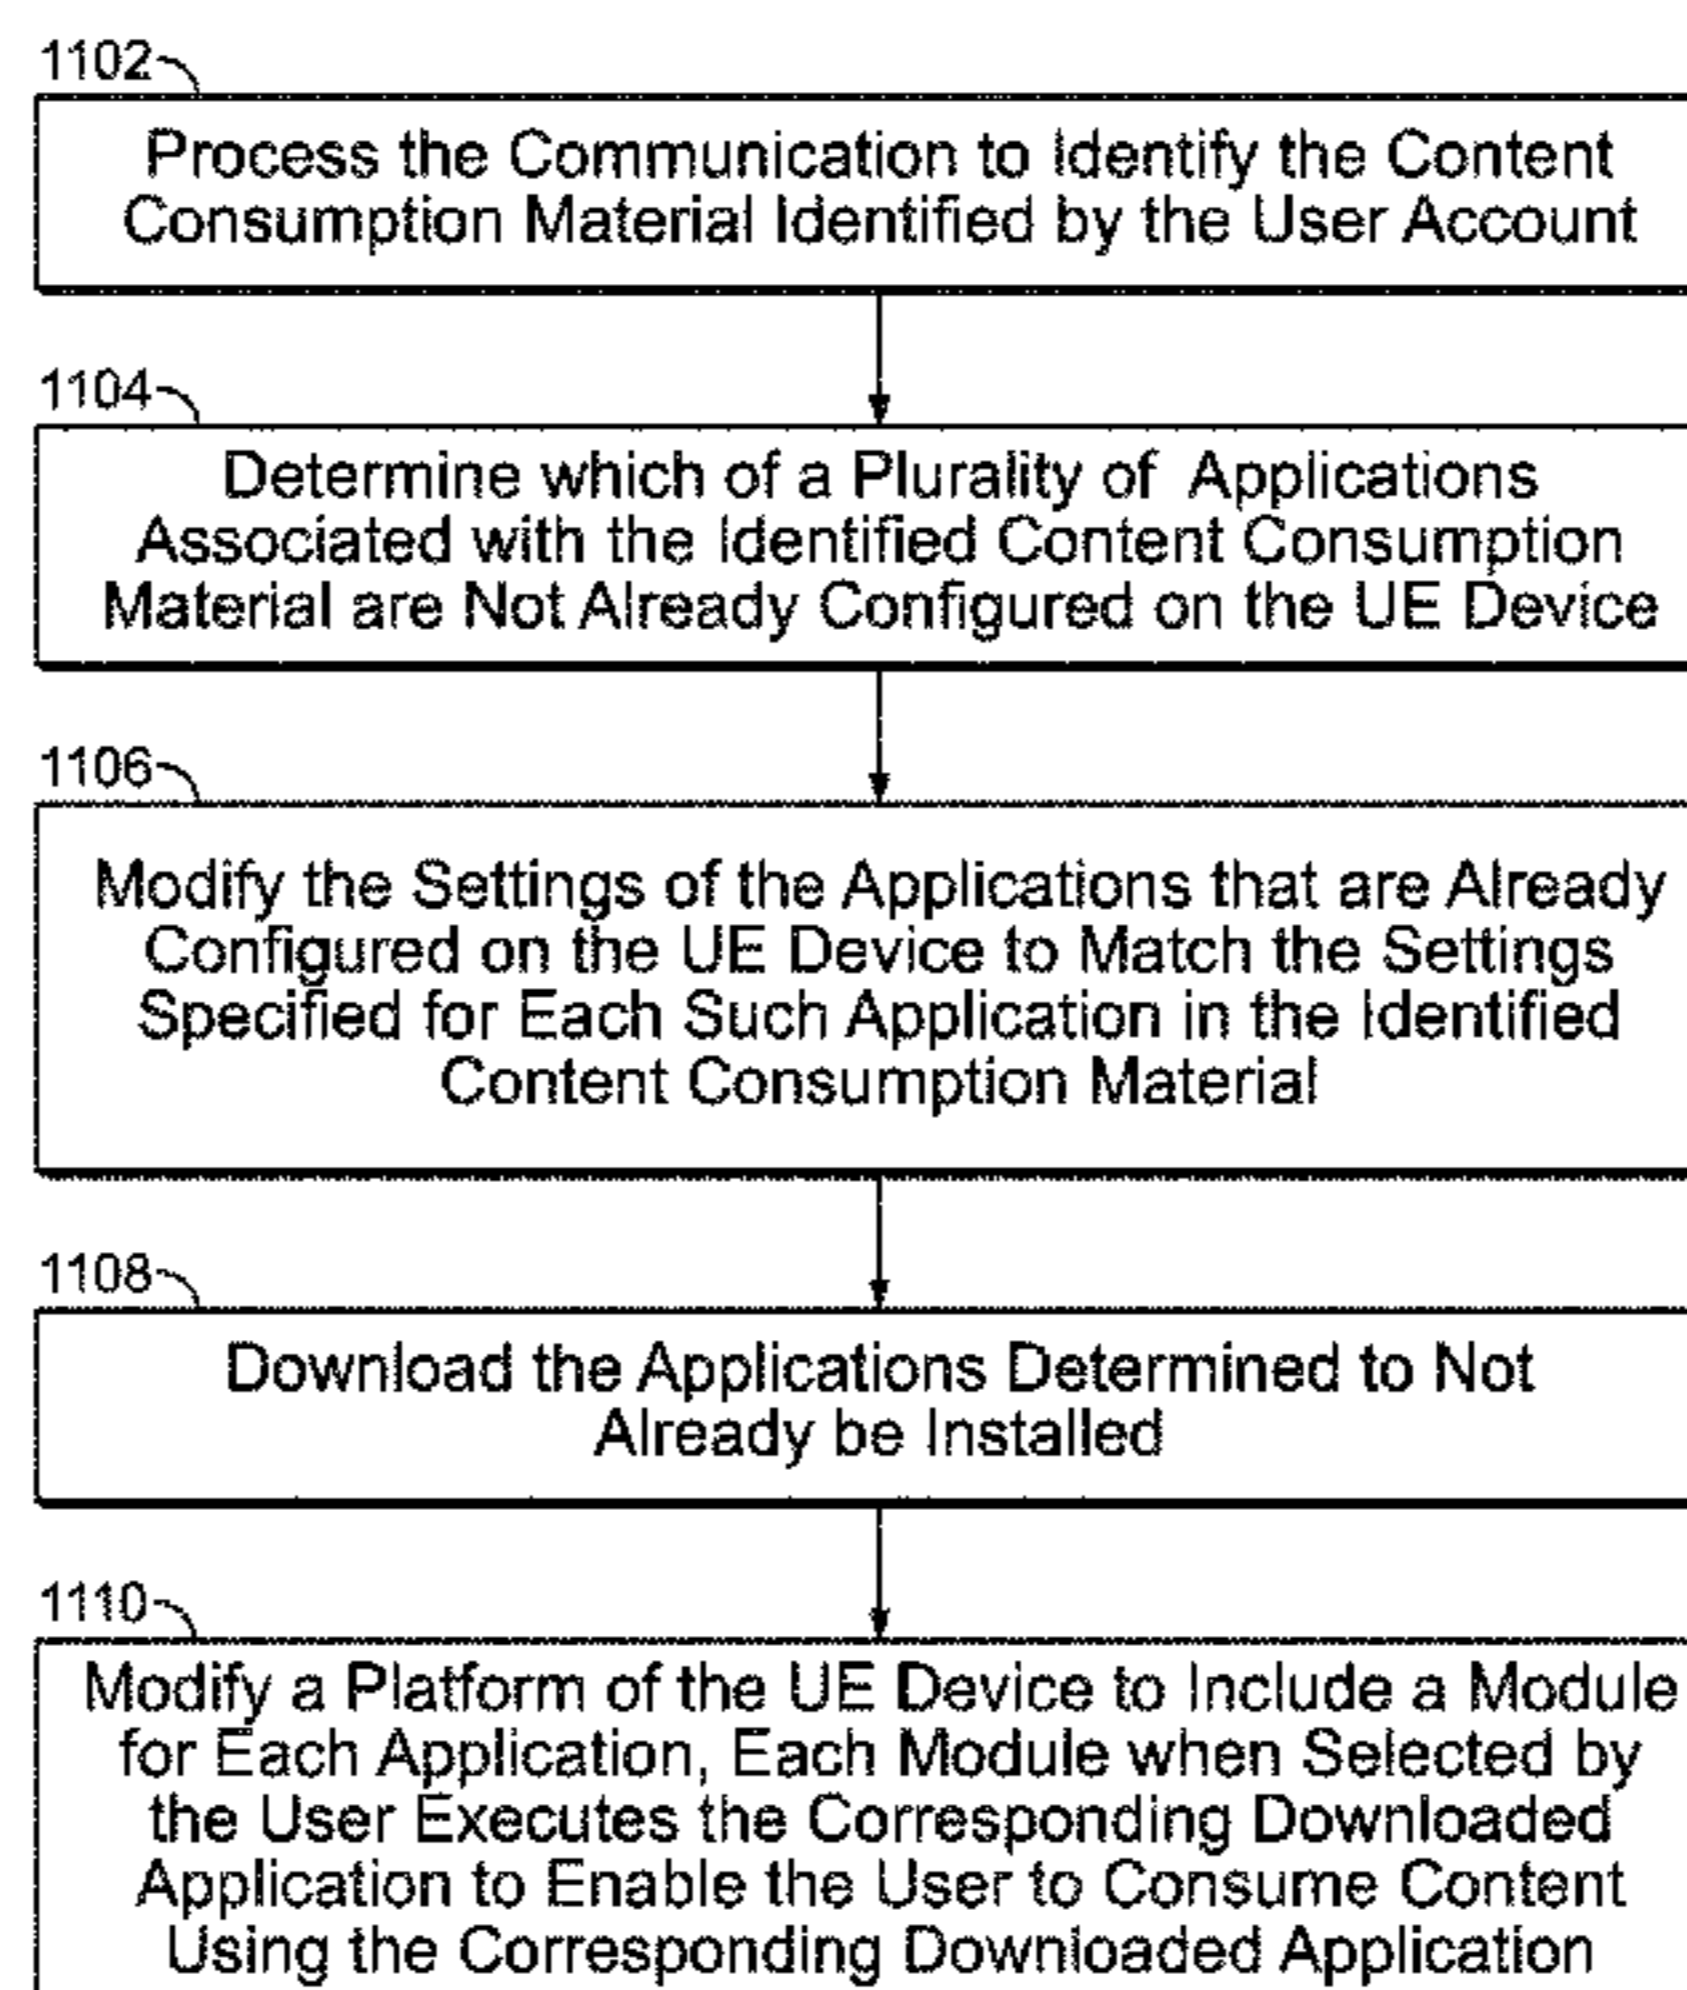 1102
Process the Communication to Identify the Content
Consumption Material Identified by the User Account
1104
Determine which of a Plurality of Applications
Associated with the Identified Content Consumption
Material are Not Already Configured on the UE Device
1106
Modify the Settings of the Applications that are Already
Configured on the UE Device to Match the Settings
Specified for Each Such Application in the Identified
Content Consumption Material
1108
Download the Applications Determined to Not
Already be Installed
1110
Modify a Platform of the UE Device to Include a Module
for Each Application, Each Module when Selected by
the User Executes the Corresponding Downloaded
Application to Enable the User to Consume Content
Using the Corresponding Downloaded Application